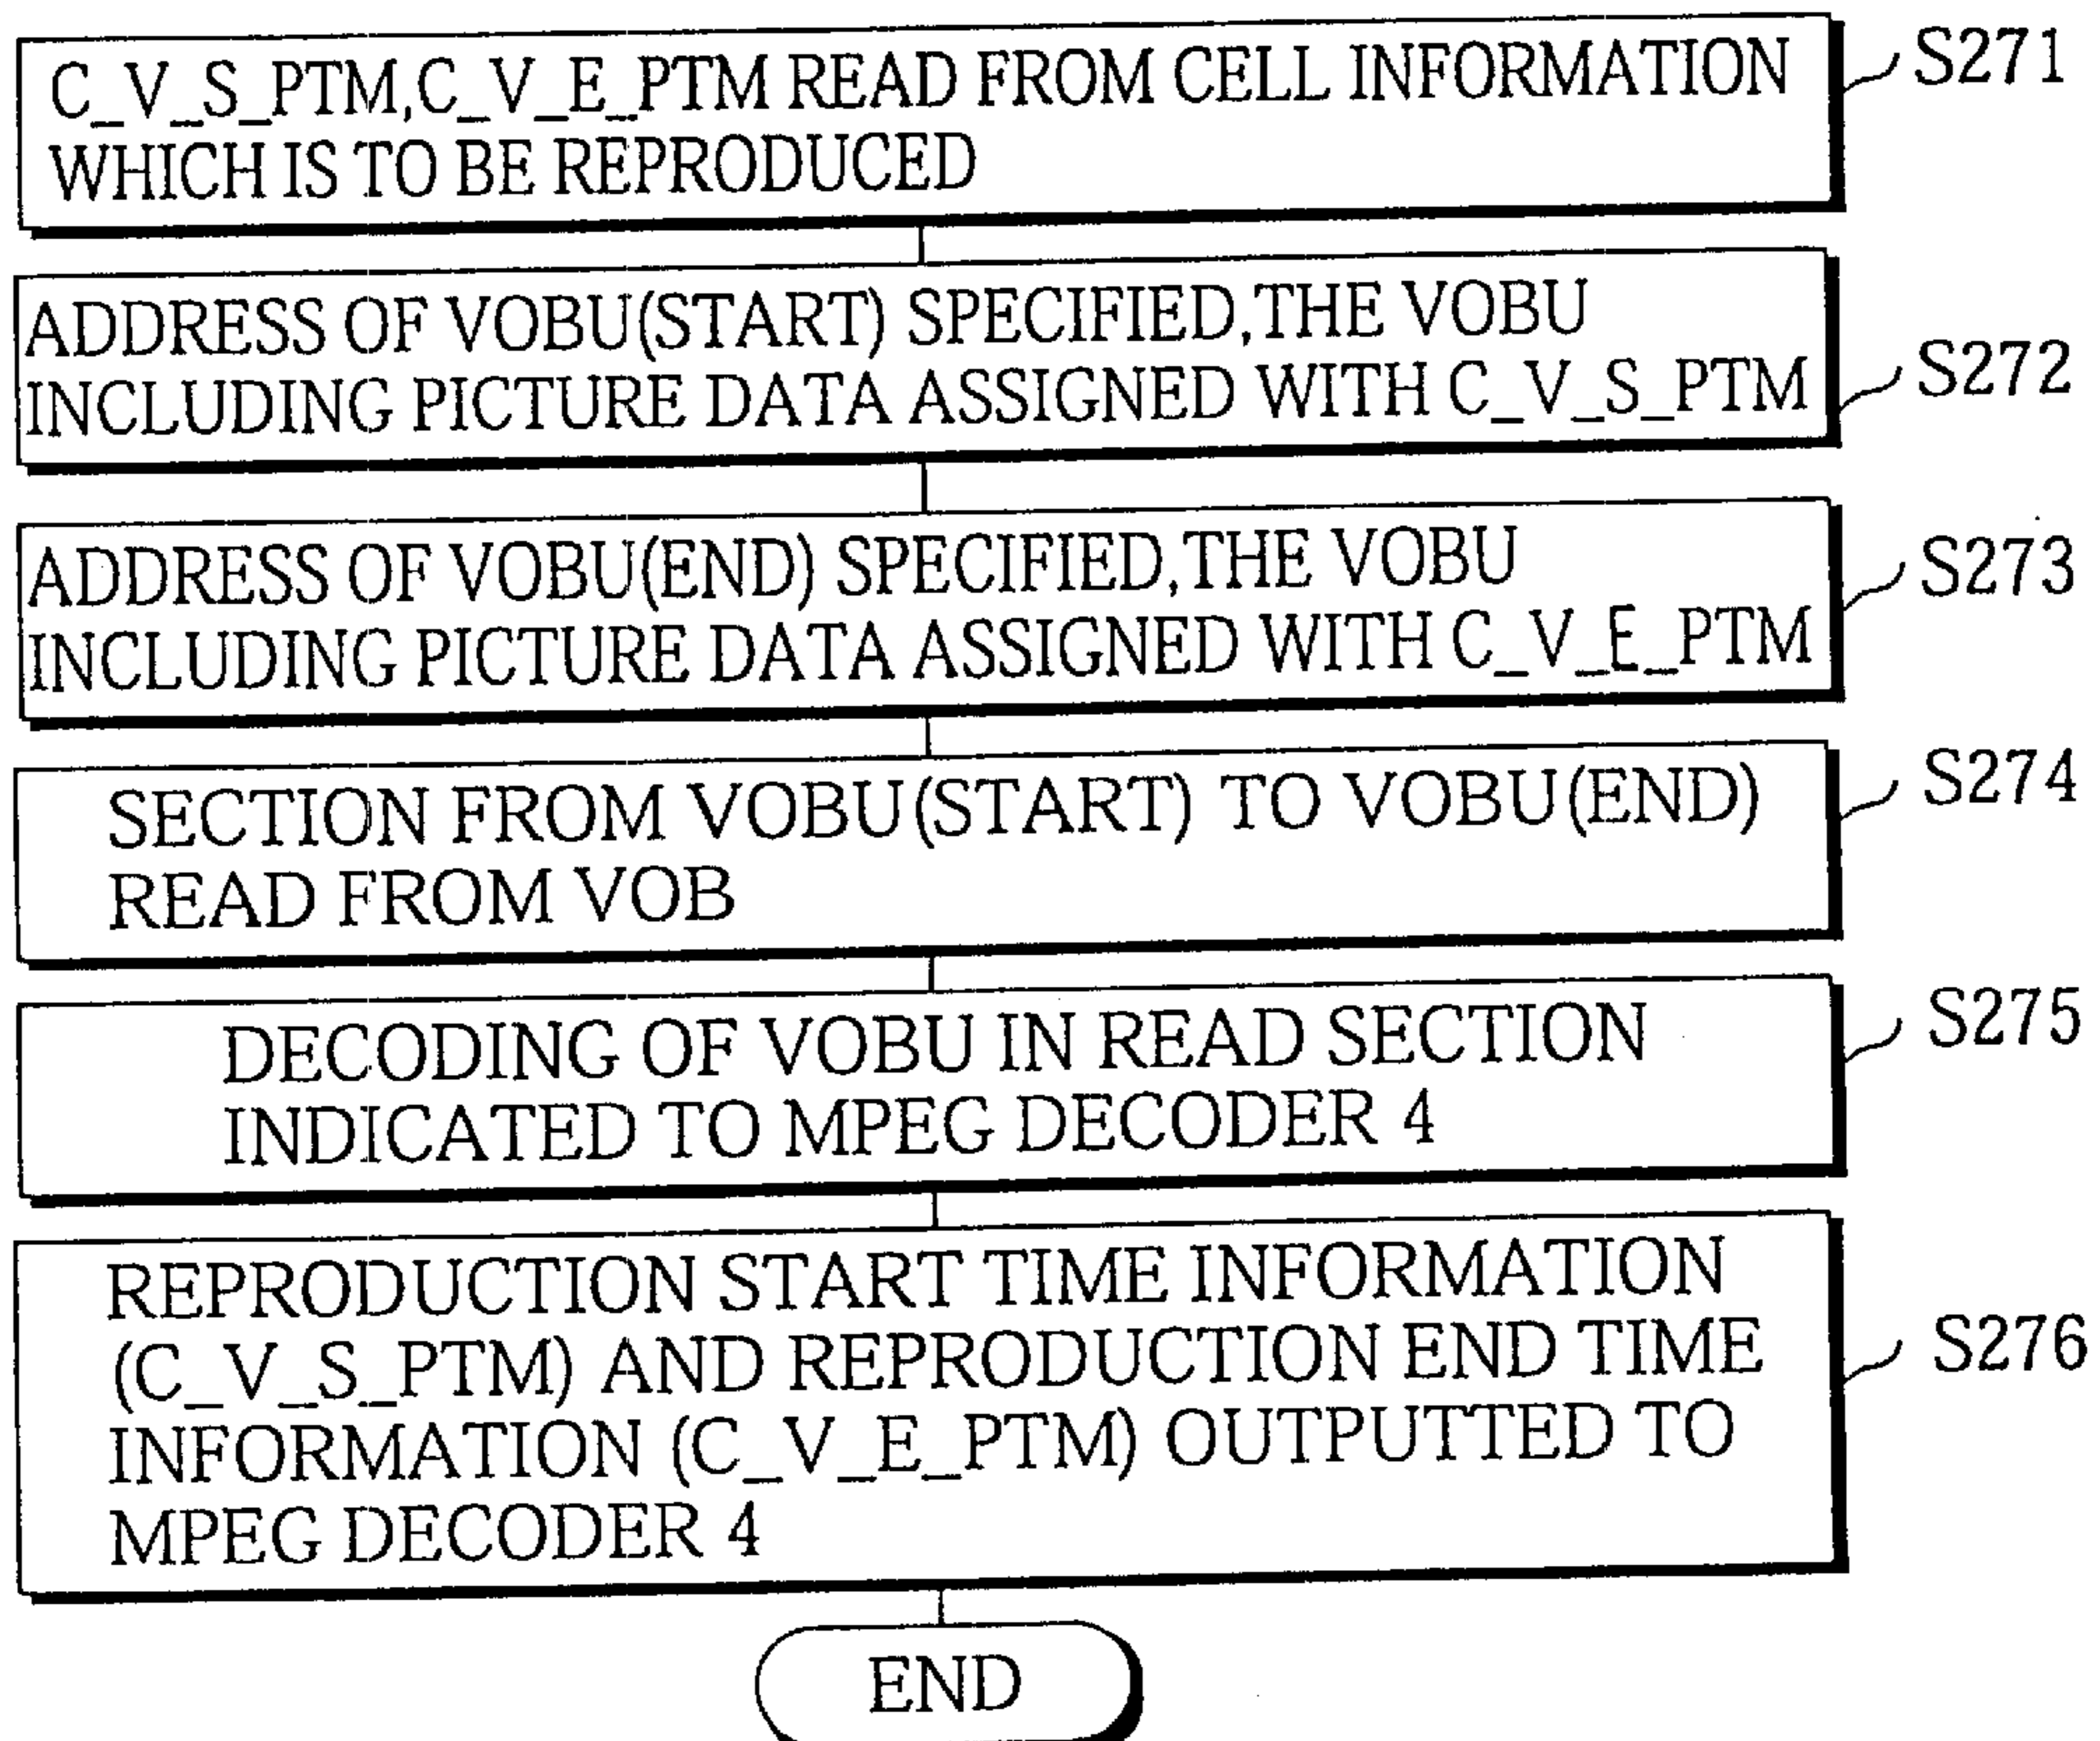 C_V_S_PTM,C_V_E_PTM READ FROM CELL INFORMATION
WHICH IS TO BE REPRODUCED
S271
ADDRESS OF VOBU(START) SPECIFIED,THE VOBU
INCLUDING PICTURE DATA ASSIGNED WITH C_V_S_PTM
S272
ADDRESS OF VOBU(END) SPECIFIED,THE VOBU
INCLUDING PICTURE DATA ASSIGNED WITH C_V_E_PTM
S273
SECTION FROM VOBU(START) TO VOBU(END)
READ FROM VOB
S274
DECODING OF VOBU IN READ SECTION
INDICATED TO MPEG DECODER 4
S275
REPRODUCTION START TIME INFORMATION
(C_V_S_PTM) AND REPRODUCTION END TIME
INFORMATION (C_V_E_PTM) OUTPUTTED TO
MPEG DECODER 4
S276
END